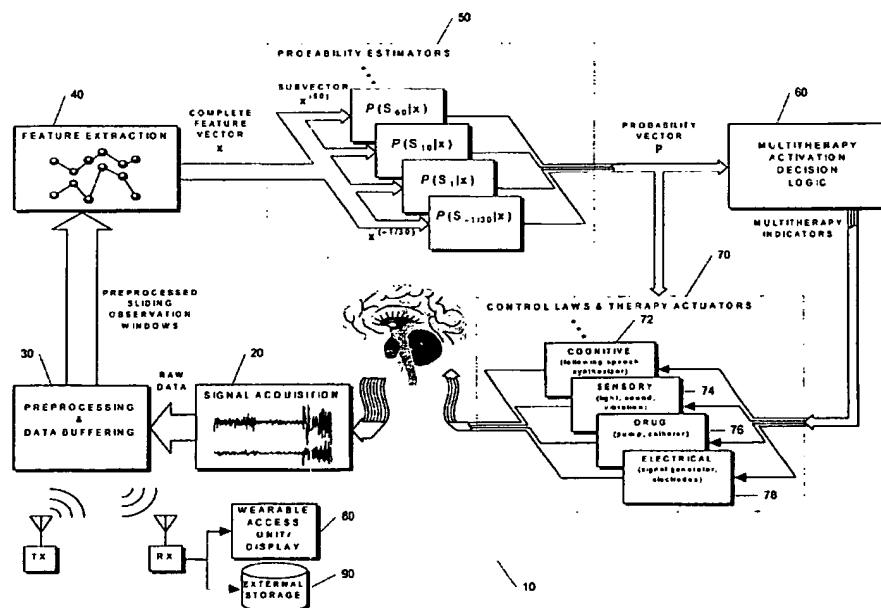 50
PROBABILITY ESTIMATORS
40
FEATURE EXTRACTION
COMPLETE
FEATURE
VECTOR
X
SUBVECTOR
X(60)
P(S60|x)
P(S10|x)
P(S1|x)
P(S-1/30|x)
X(-1/30)
PROBABILITY
VECTOR
P
60
MULTITHERAPY
ACTIVATION
DECISION
LOGIC
MULTITHERAPY
INDICATORS
PREPROCESSED
SLIDING
OBSERVATION
WINDOWS
70
CONTROL LAWS & THERAPY ACTUATORS
72
COGNITIVE
(following speech
synthesizer)
SENSORY
(light, sound,
vibration)
74
DRUG
(pump, catheter)
76
ELECTRICAL
(signal generator,
electrodes)
78
30
PREPROCESSING
&
DATA BUFFERING
RAW
DATA
20
SIGNAL ACQUISITION
TX
RX
WEARABLE
ACCESS
UNIT/
DISPLAY
80
EXTERNAL
STORAGE
90
10